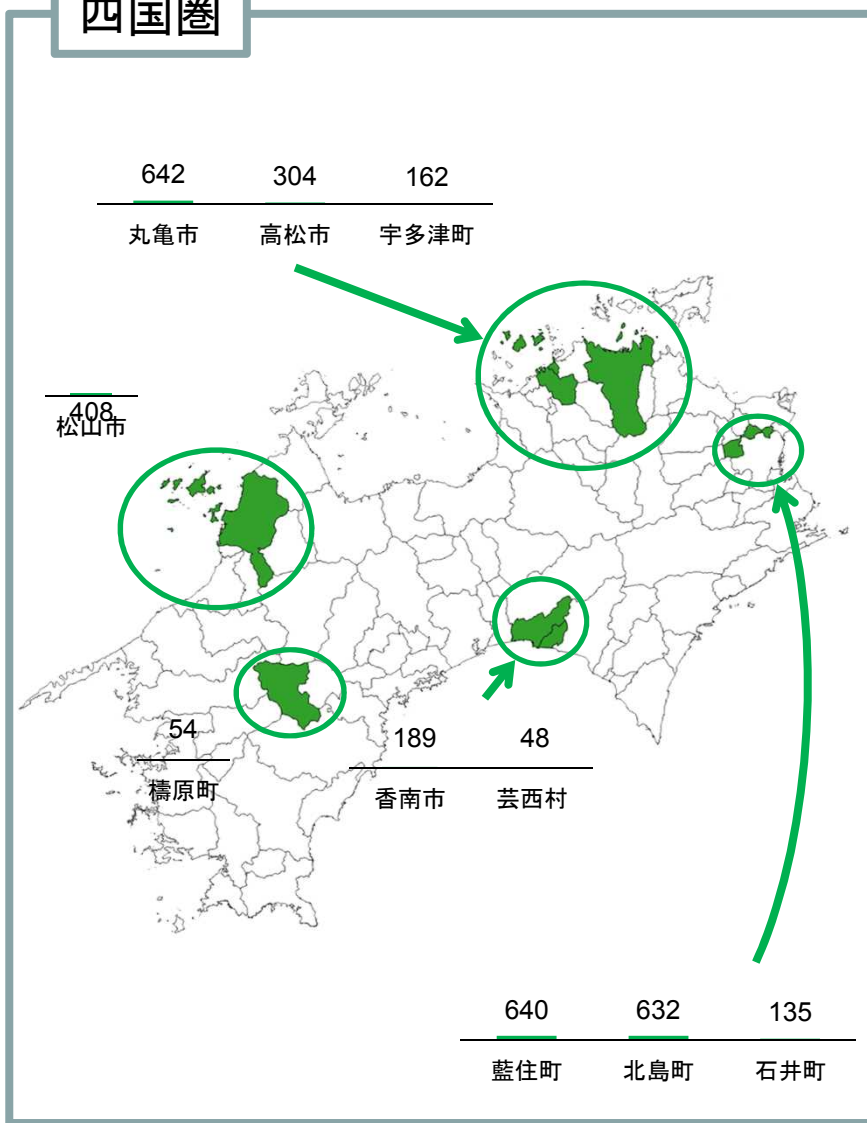 四国圏
642 304 162
丸亀市 高松市 宇多津町
408
松山市
54
檮原町
189 48
香南市 芸西村
640 632 135
藍住町 北島町 石井町